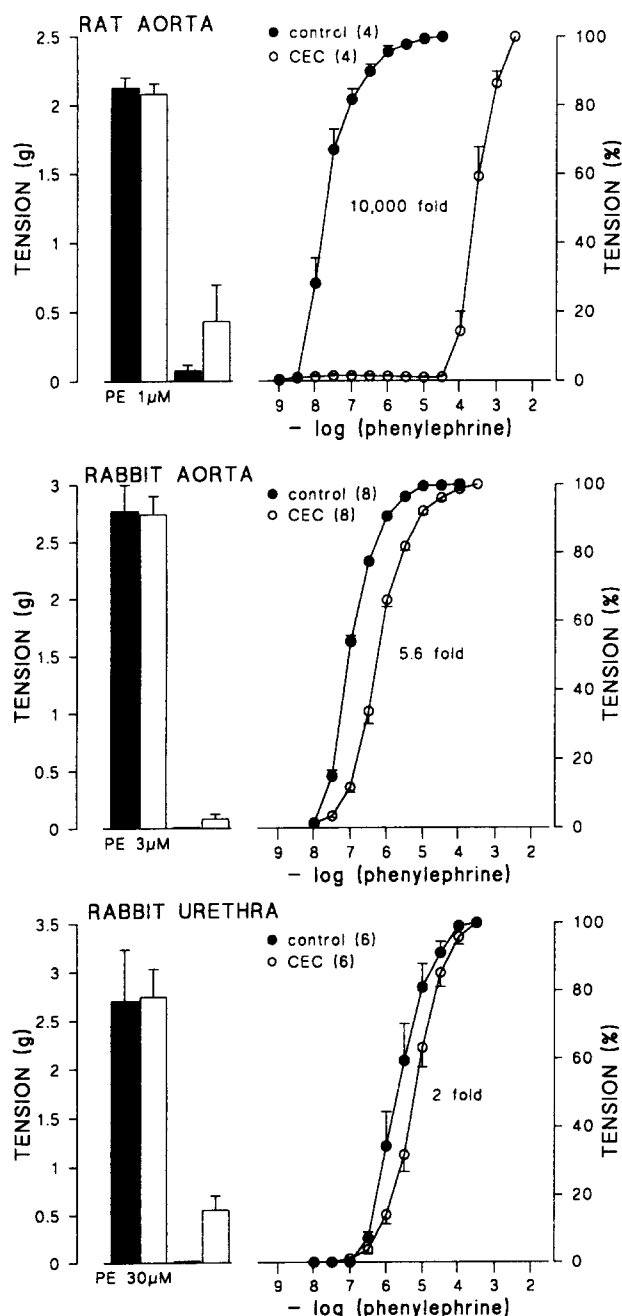 RAT AORTA
control (4)
CEC (4)
2.5
2
1.5
1
0.5
0
TENSION (g)
PE 1µM
10,000 fold
100
80
60
40
20
0
TENSION (%)
9 8 7 6 5 4 3 2
– log (phenylephrine)
RABBIT AORTA
control (8)
CEC (8)
3
2.5
2
1.5
1
0.5
0
TENSION (g)
PE 3µM
5.6 fold
100
80
60
40
20
0
TENSION (%)
9 8 7 6 5 4 3 2
– log (phenylephrine)
RABBIT URETHRA
control (6)
CEC (6)
3.5
3
2.5
2
1.5
1
0.5
0
TENSION (g)
PE 30µM
2 fold
100
80
60
40
20
0
TENSION (%)
9 8 7 6 5 4 3 2
– log (phenylephrine)